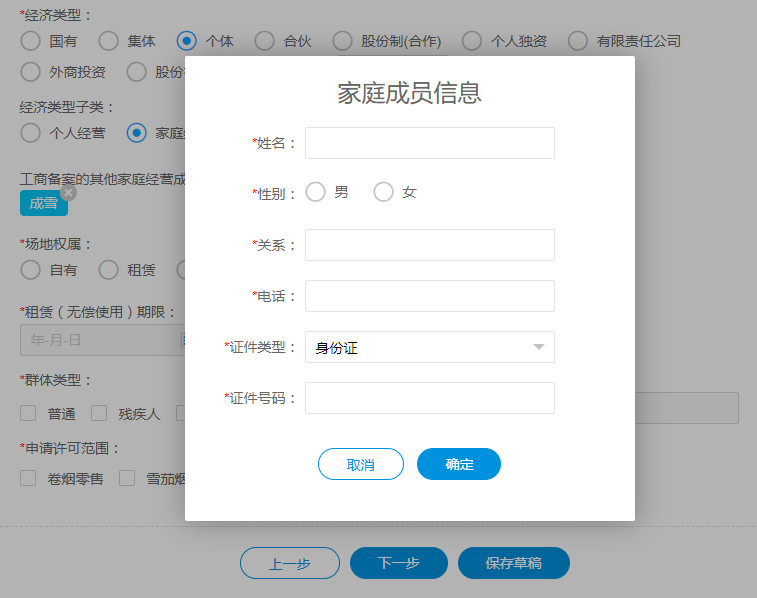 *经济类型：
国有 集体 个体 合伙 股份制(合作) 个人独资 有限责任公司
外商投资 股份
家庭成员信息
经济类型子类：
个人经营 家庭
*姓名：
工商备案的其他家庭经营成
成雪
*性别： 男 女
*场地权属：
自有 租赁
*关系：
*电话：
*租赁（无偿使用）期限：
年-月-日
*证件类型： 身份证
*群体类型：
普通 残疾人
*证件号码：
*申请许可范围：
卷烟零售 雪茄烟
取消 确定
上一步 下一步 保存草稿